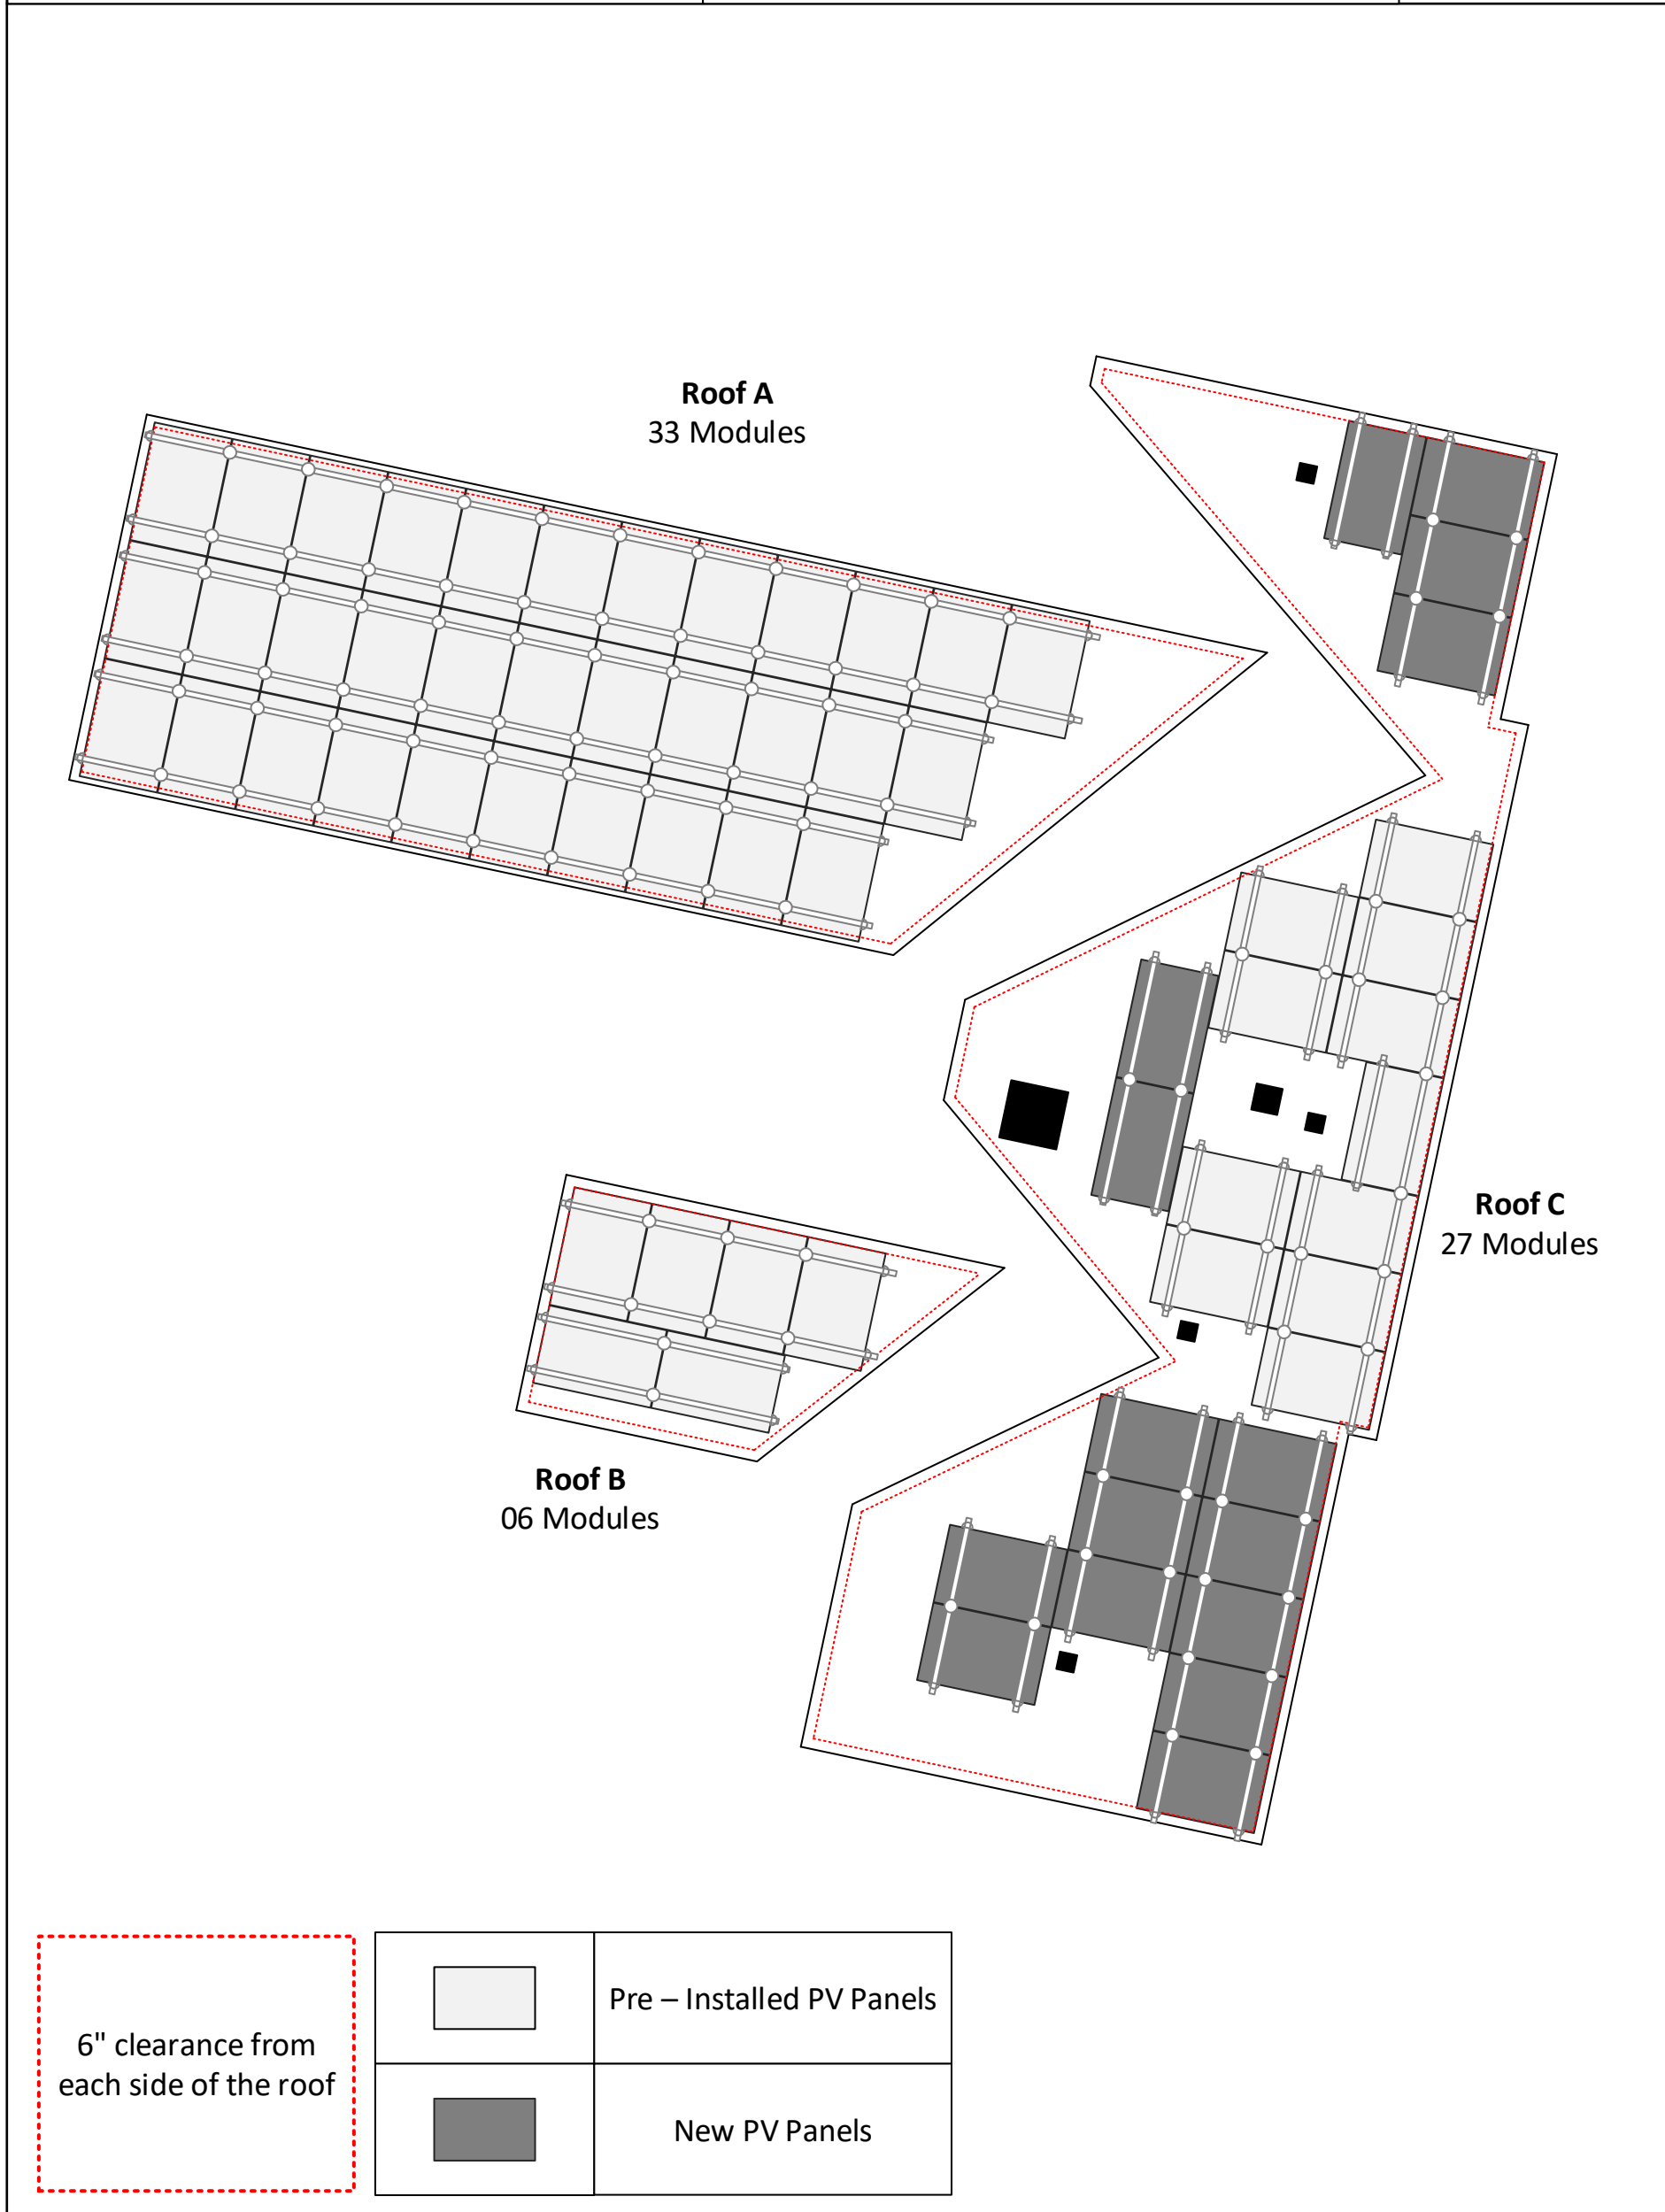 Roof A
33 Modules
Roof C
27 Modules
Roof B
06 Modules
6" clearance from
each side of the roof
Pre – Installed PV Panels
New PV Panels